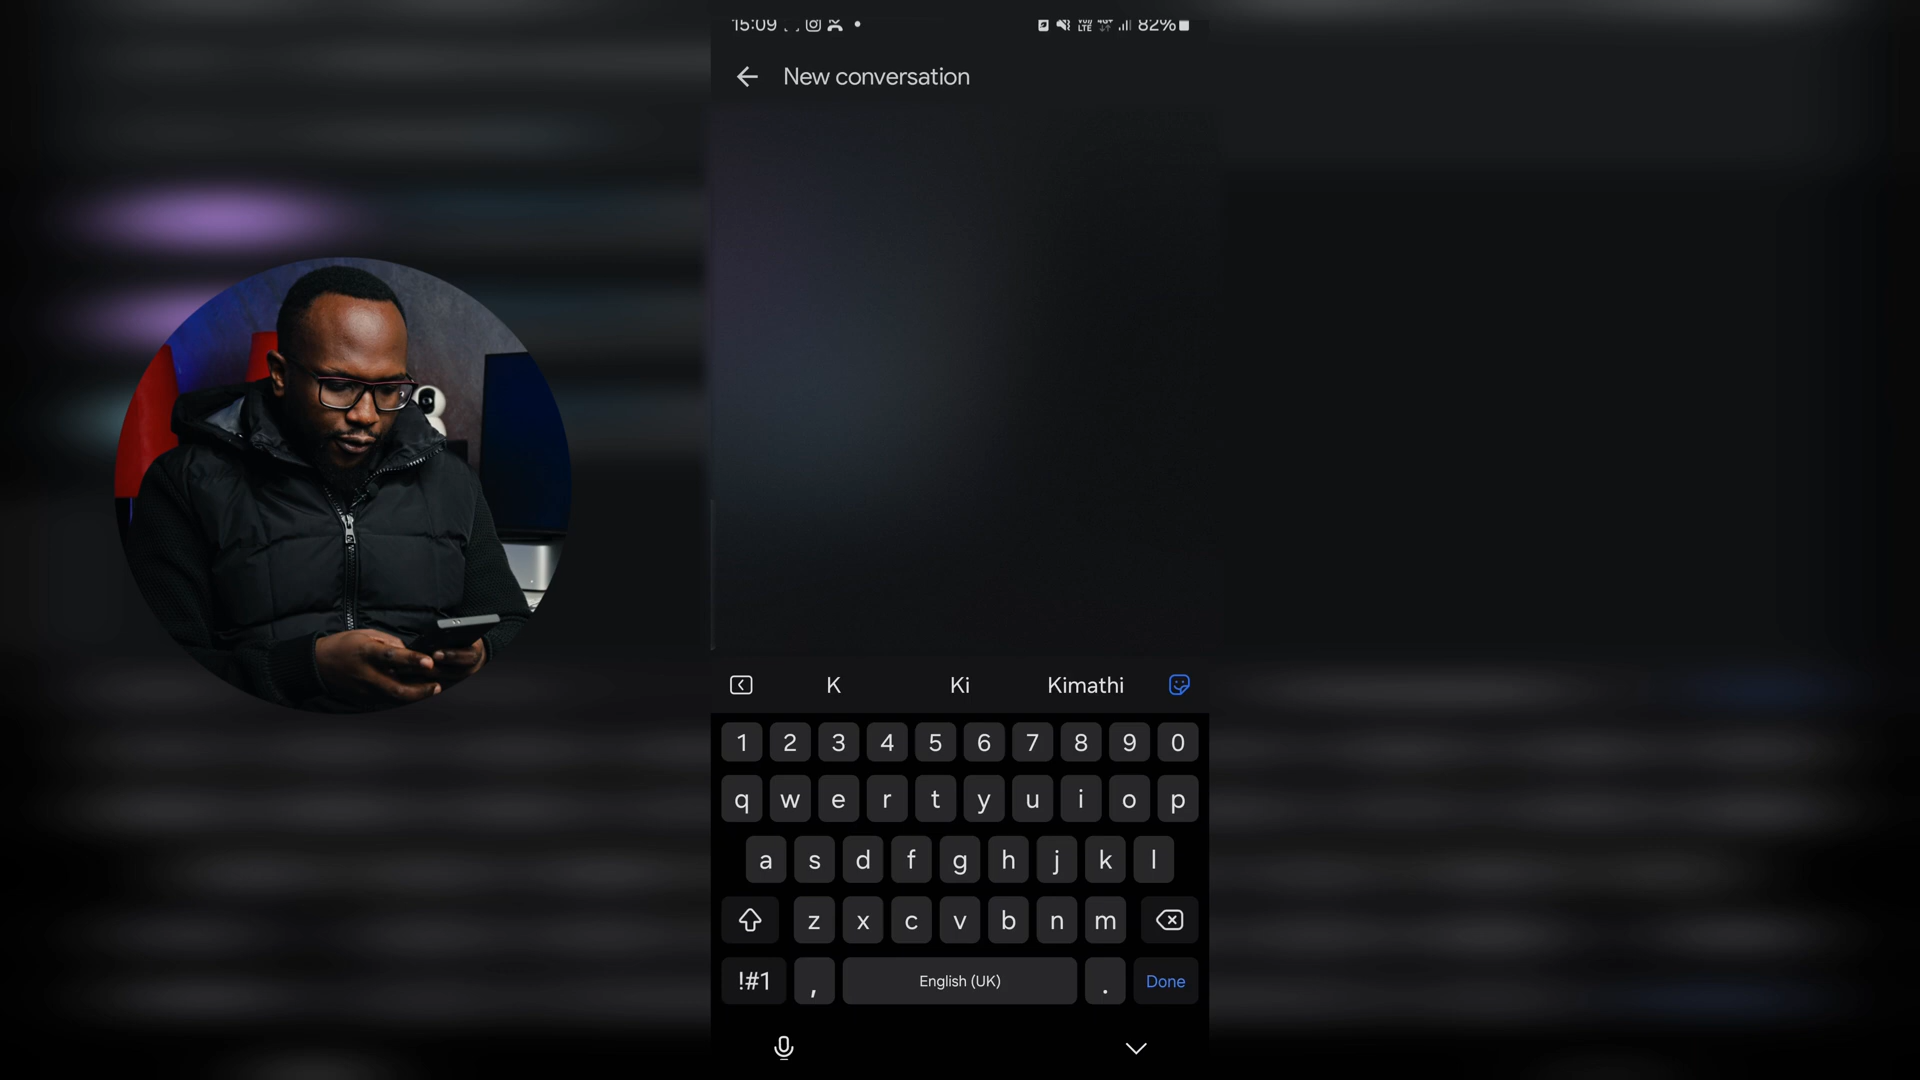 15:09 82%
New conversation
K Ki Kimathi
1 2 3 4 5 6 7 8 9 0
q w e r t y u i o p
a s d f g h j k l
z x c v b n m
!#1 , English (UK) . Done